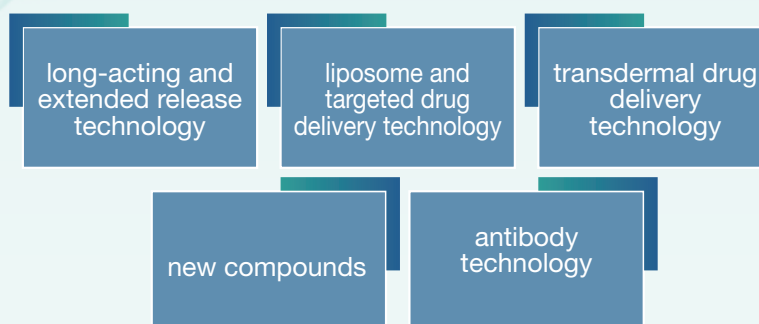 long-acting and
extended release
technology
liposome and
targeted drug
delivery technology
transdermal drug
delivery
technology
new compounds
antibody
technology